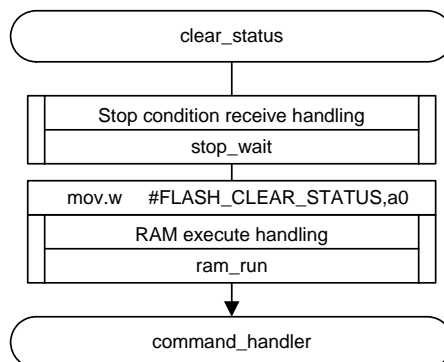 clear_status
Stop condition receive handling
stop_wait
mov.w #FLASH_CLEAR_STATUS,a0
RAM execute handling
ram_run
command_handler